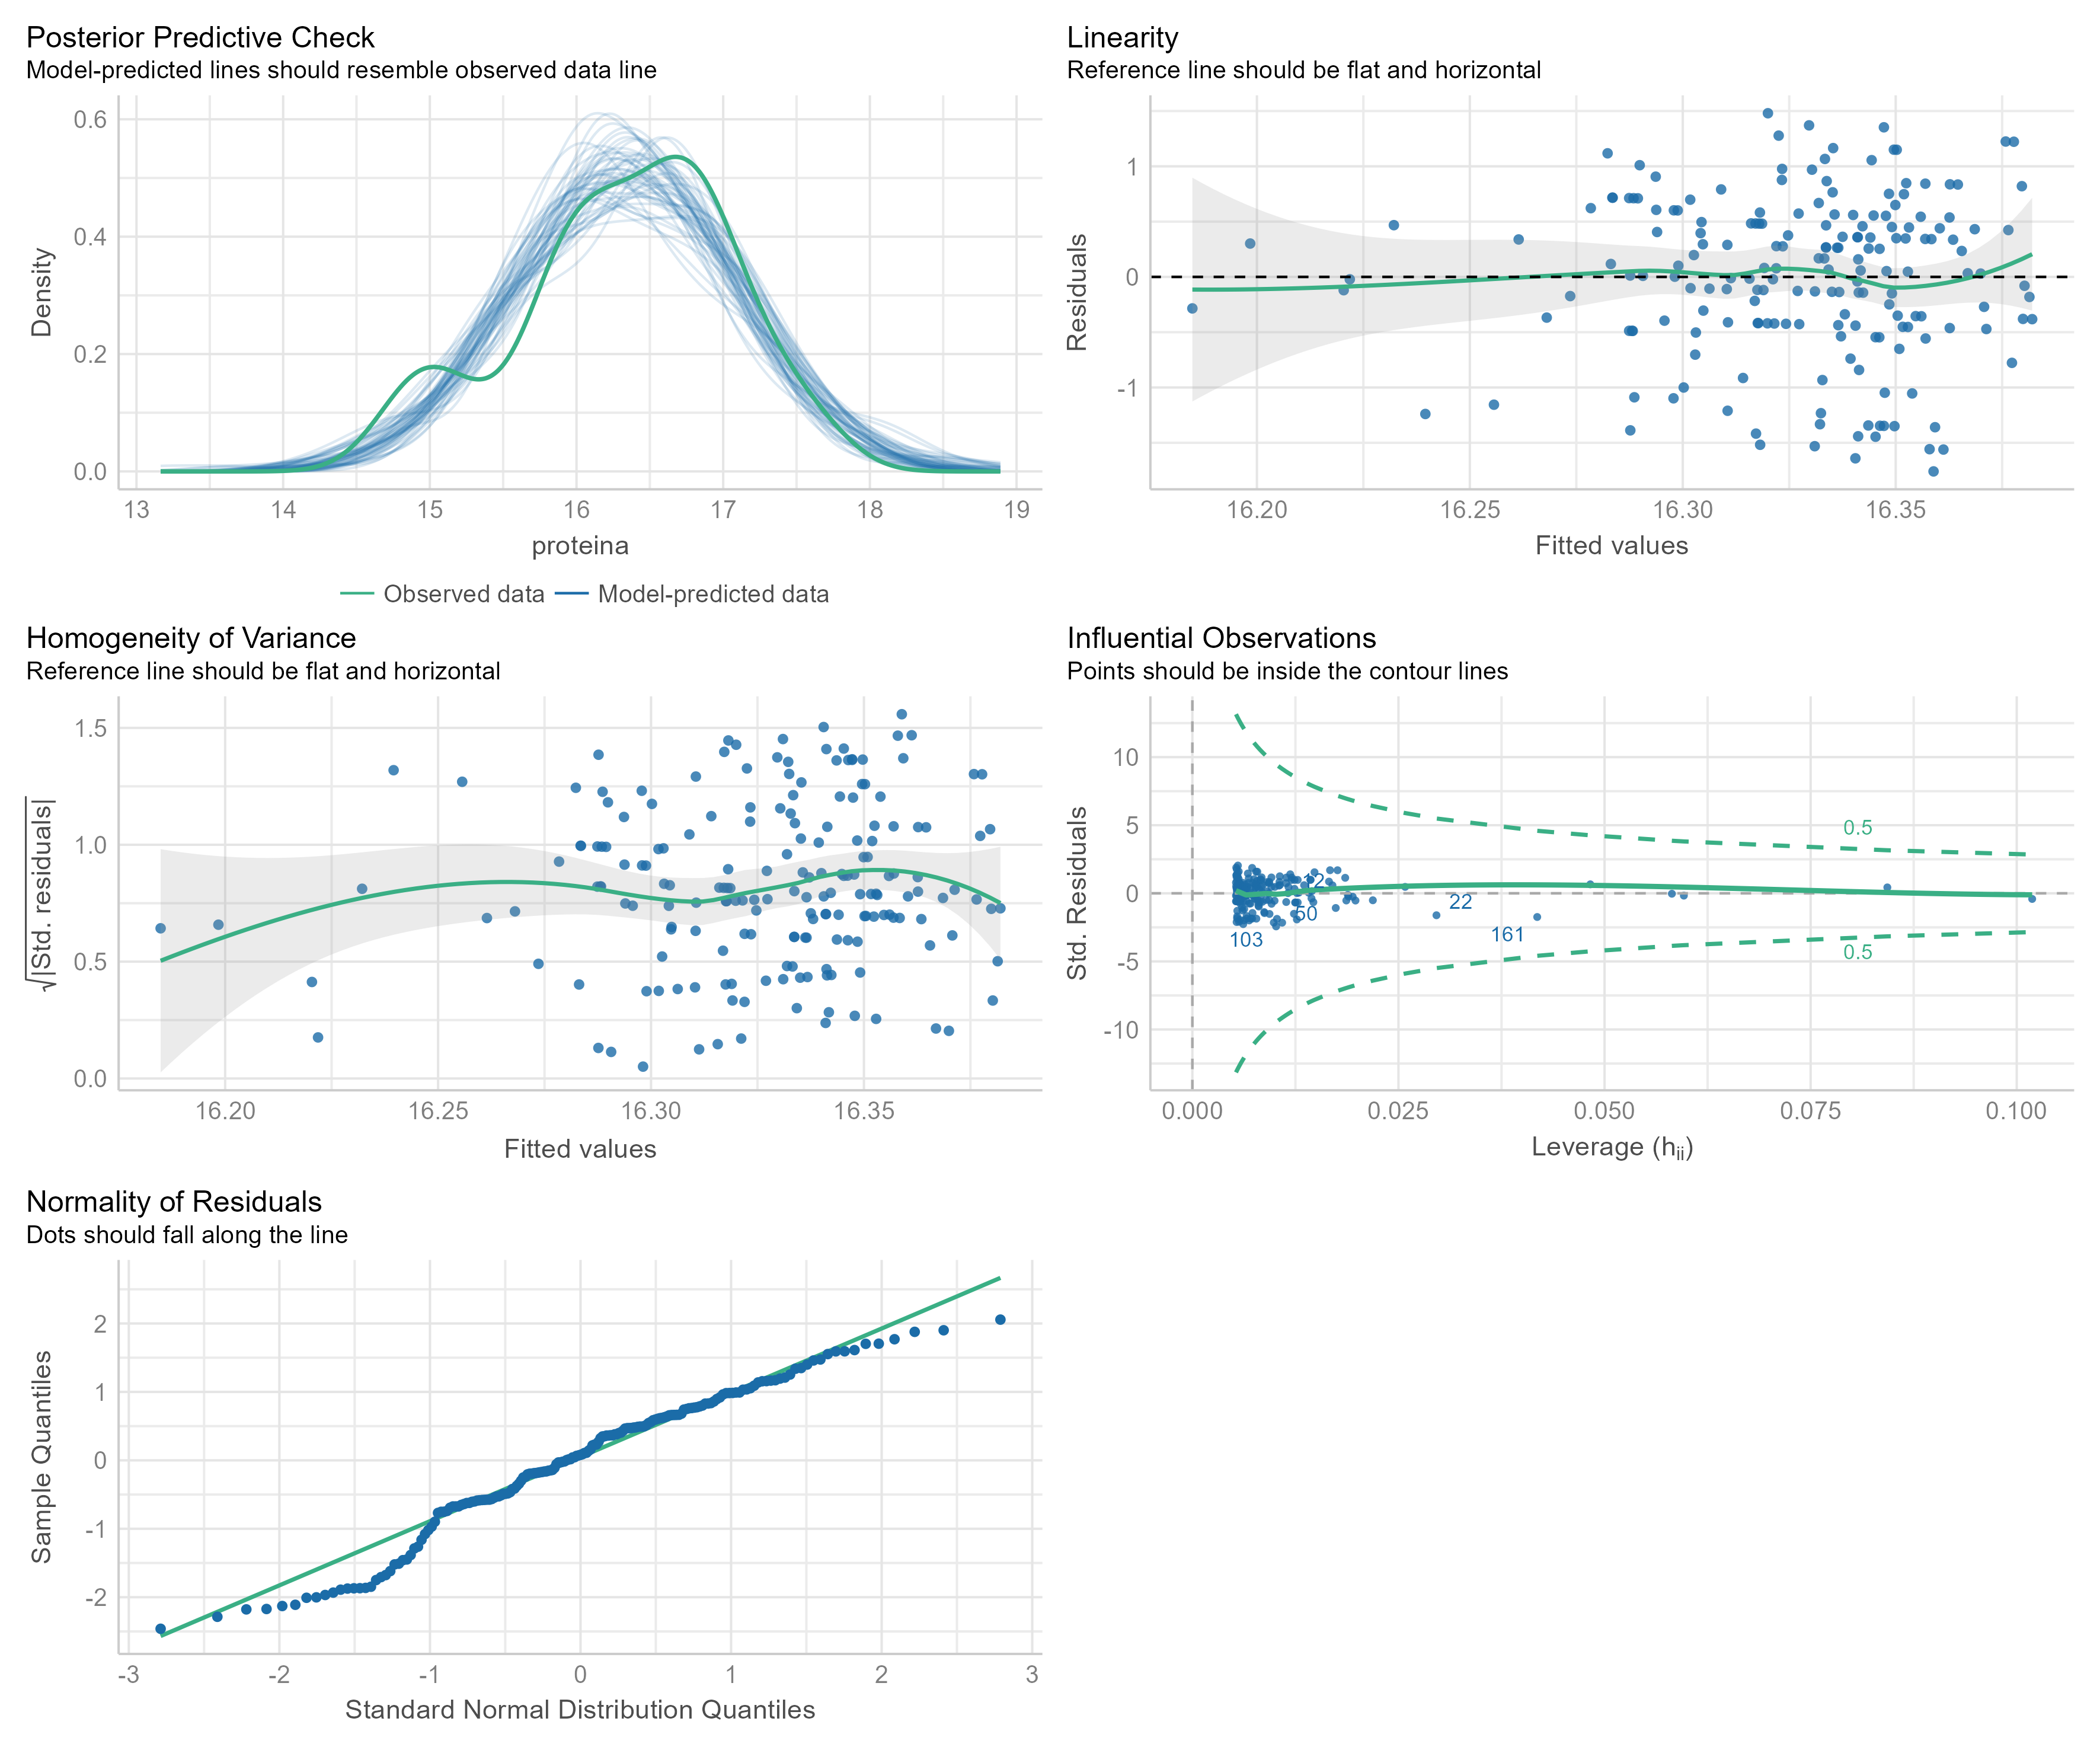 Posterior Predictive Check
Model-predicted lines should resemble observed data line
0.6
0.4
0.2
0.0
Density
13 14 15 16 17 18 19
proteina
Observed data Model-predicted data
Linearity
Reference line should be flat and horizontal
1
0
-1
Residuals
16.20 16.25 16.30 16.35
Fitted values
Homogeneity of Variance
Reference line should be flat and horizontal
1.5
1.0
0.5
0.0
√|Std. residuals|
16.20 16.25 16.30 16.35
Fitted values
Influential Observations
Points should be inside the contour lines
10
5
0
-5
-10
Std. Residuals
0.5
12
22
50
103
161
0.5
0.000 0.025 0.050 0.075 0.100
Leverage (hii)
Normality of Residuals
Dots should fall along the line
2
1
0
-1
-2
Sample Quantiles
-3 -2 -1 0 1 2 3
Standard Normal Distribution Quantiles